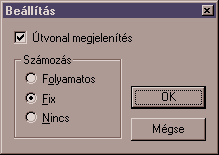 Beállítás
Útvonal megjelenítés
Számozás
Folyamatos
Fix
Nincs
OK
Mégse